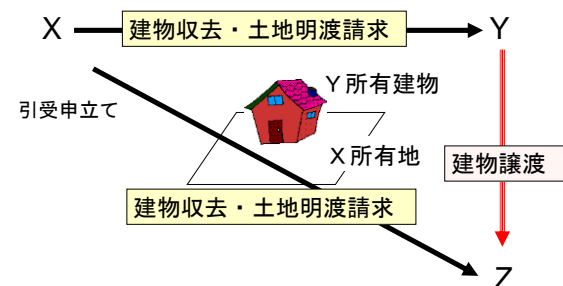 X 建物収去・土地明渡請求 Y
Y所有建物
引受申立て
X所有地
建物譲渡
建物収去・土地明渡請求
Z